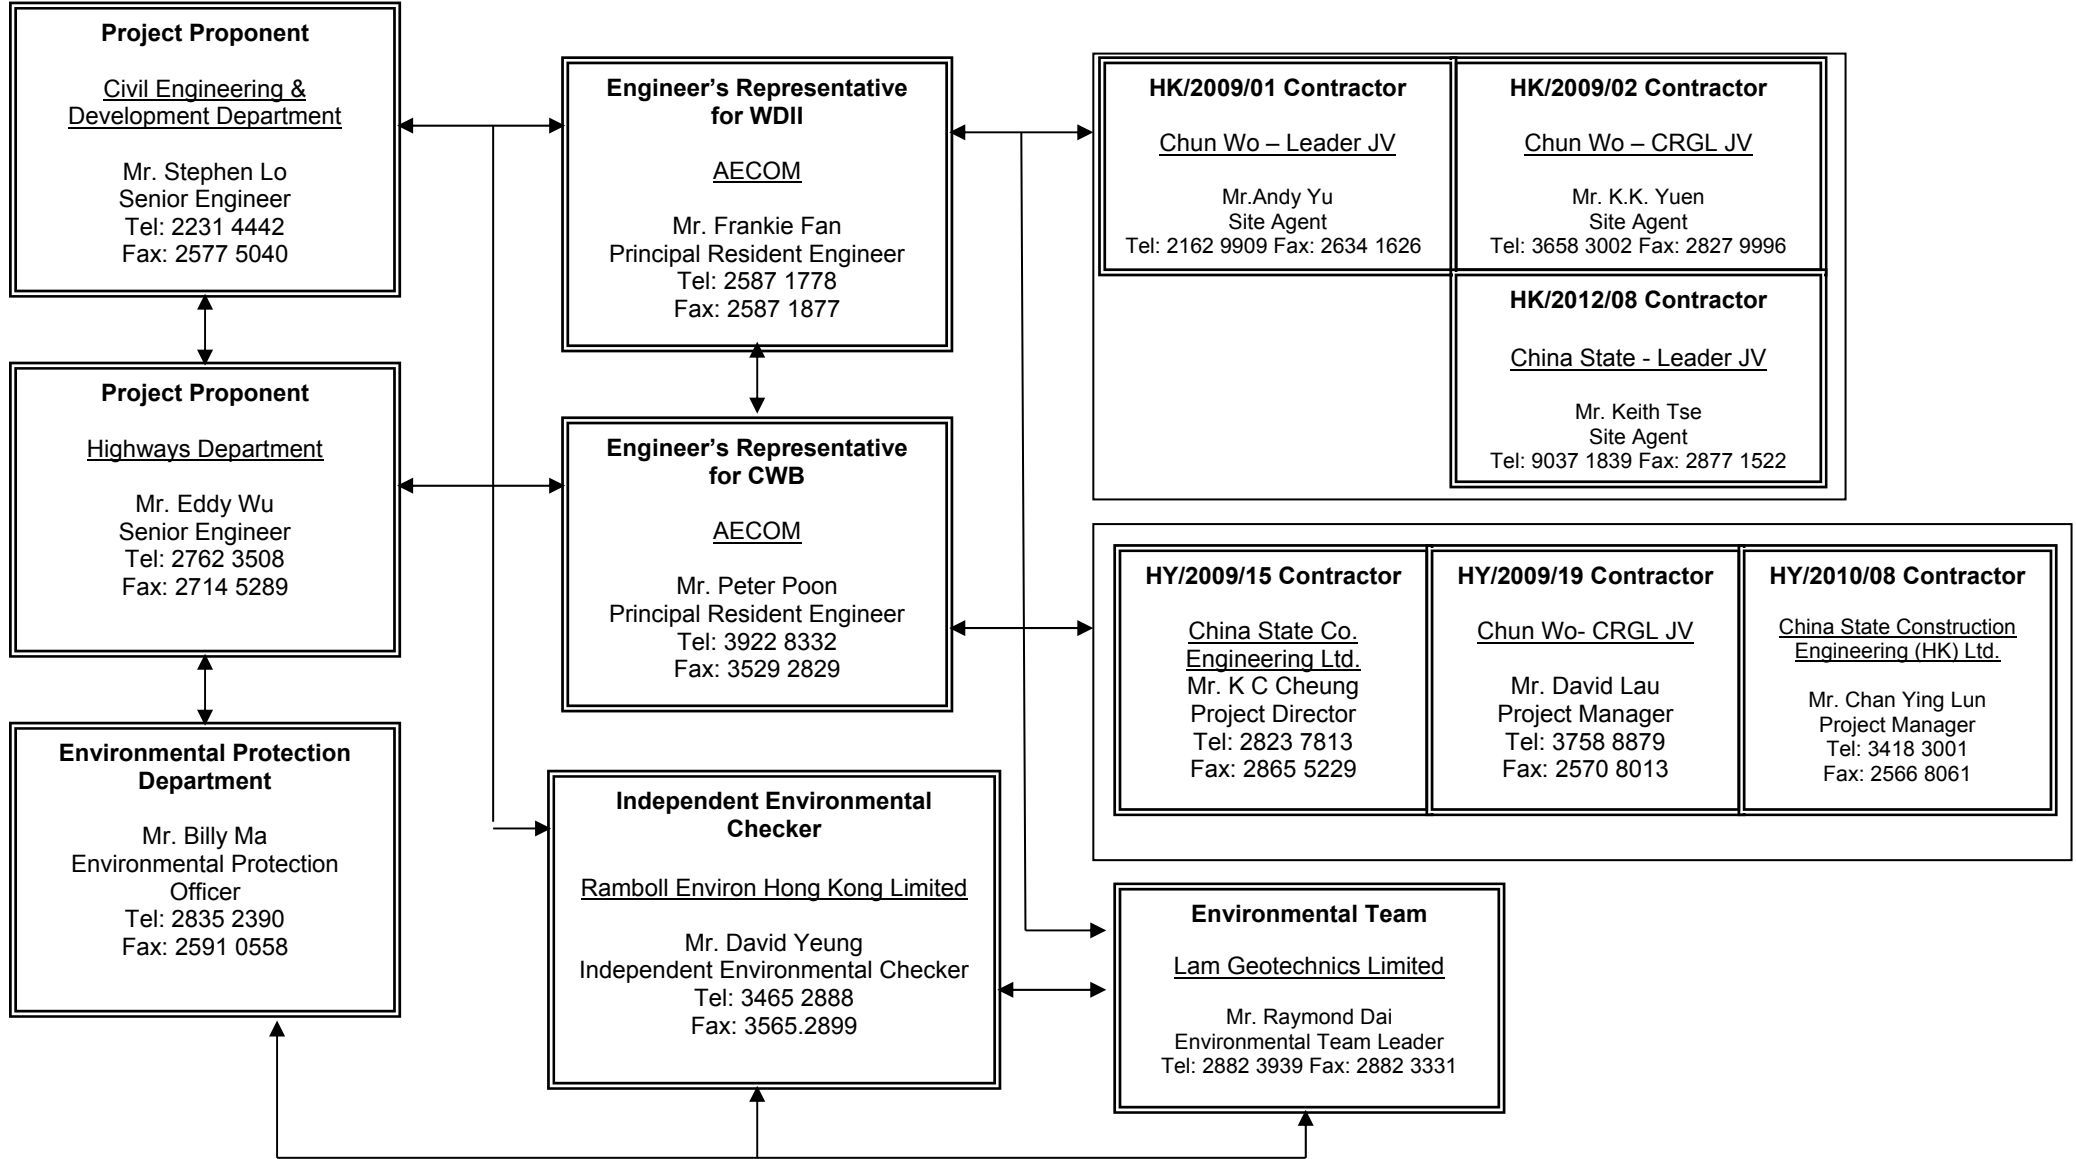 Project Proponent
Civil Engineering &
Development Department
Mr. Stephen Lo
Senior Engineer
Tel: 2231 4442
Fax: 2577 5040
Engineer’s Representative
for WDII
AECOM
Mr. Frankie Fan
Principal Resident Engineer
Tel: 2587 1778
Fax: 2587 1877
HK/2009/01 Contractor
Chun Wo – Leader JV
Mr.Andy Yu
Site Agent
Tel: 2162 9909 Fax: 2634 1626
HK/2009/02 Contractor
Chun Wo – CRGL JV
Mr. K.K. Yuen
Site Agent
Tel: 3658 3002 Fax: 2827 9996
HK/2012/08 Contractor
China State - Leader JV
Mr. Keith Tse
Site Agent
Tel: 9037 1839 Fax: 2877 1522
Project Proponent
Highways Department
Mr. Eddy Wu
Senior Engineer
Tel: 2762 3508
Fax: 2714 5289
Engineer’s Representative
for CWB
AECOM
Mr. Peter Poon
Principal Resident Engineer
Tel: 3922 8332
Fax: 3529 2829
HY/2009/15 Contractor
China State Co.
Engineering Ltd.
Mr. K C Cheung
Project Director
Tel: 2823 7813
Fax: 2865 5229
HY/2009/19 Contractor
Chun Wo- CRGL JV
Mr. David Lau
Project Manager
Tel: 3758 8879
Fax: 2570 8013
HY/2010/08 Contractor
China State Construction
Engineering (HK) Ltd.
Mr. Chan Ying Lun
Project Manager
Tel: 3418 3001
Fax: 2566 8061
Environmental Protection
Department
Mr. Billy Ma
Environmental Protection
Officer
Tel: 2835 2390
Fax: 2591 0558
Independent Environmental
Checker
Ramboll Environ Hong Kong Limited
Mr. David Yeung
Independent Environmental Checker
Tel: 3465 2888
Fax: 3565.2899
Environmental Team
Lam Geotechnics Limited
Mr. Raymond Dai
Environmental Team Leader
Tel: 2882 3939 Fax: 2882 3331